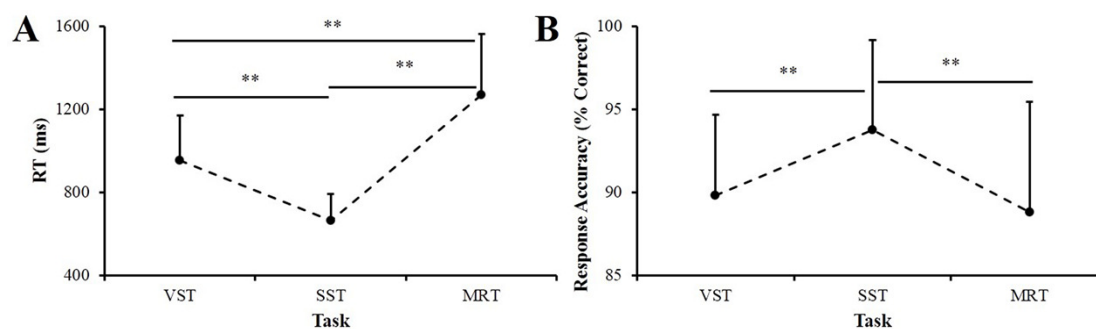 A
RT (ms)
1600
1200
800
400
**
**
**
VST
SST
MRT
Task
B
Response Accuracy (% Correct)
100
95
90
85
**
**
VST
SST
MRT
Task